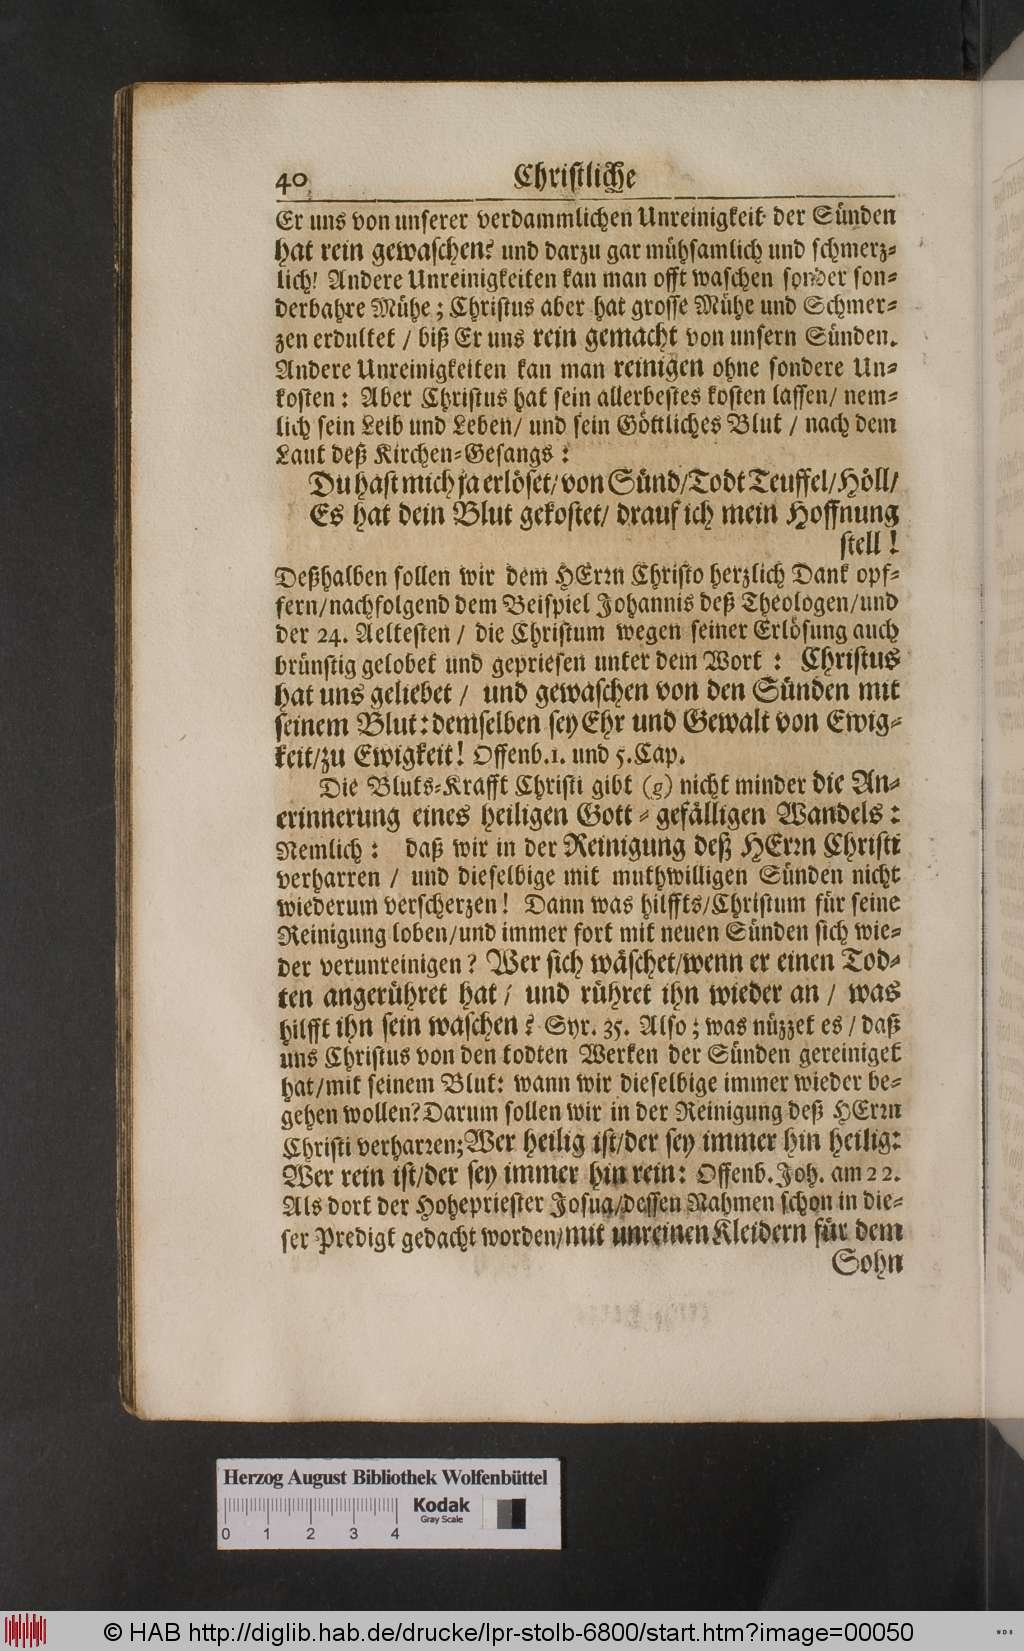 40 Christliche
Er uns von unserer verdammlichen Unreinigkeit der Sünden
hat rein gewaschen? und darzu gar mühsamlich und schmerz-
lich! Andere Unreinigkeiten kan man offt waschen sonder son-
derbahre Mühe; Christus aber hat grosse Mühe und Schmer-
zen erdultet / biß Er uns rein gemacht von unsern Sünden.
Andere Unreinigkeiten kan man reinigen ohne sondere Un-
kosten: Aber Christus hat sein allerbestes kosten lassen/ nem-
lich sein Leib und Leben/ und sein Göttliches Blut / nach dem
Laut deß Kirchen-Gesangs:
Du hast mich ja erlöset/ von Sünd/Todt Teuffel/Höll/
Es hat dein Blut gekostet/ drauf ich mein Hoffnung
stell!
Deßhalben sollen wir dem HErrn Christo herzlich Dank opf-
fern/nachfolgend dem Beispiel Johannis deß Theologen/und
der 24. Aeltesten / die Christum wegen seiner Erlösung auch
brünstig gelobet und gepriesen unter dem Wort: Christus
hat uns geliebet / und gewaschen von den Sünden mit
seinem Blut: demselben sey Ehr und Gewalt von Ewig-
keit/zu Ewigkeit! Offenb.1. und 5.Cap.
Die Bluts-Krafft Christi gibt (g) nicht minder die An-
erinnerung eines heiligen Gott-gefälligen Wandels:
Nemlich: daß wir in der Reinigung deß HErrn Christi
verharren / und dieselbige mit muthwilligen Sünden nicht
wiederum verscherzen! Dann was hilffts/Christum für seine
Reinigung loben/und immer fort mit neuen Sünden sich wie-
der verunreinigen? Wer sich wäschet/wenn er einen Tod-
ten angerühret hat / und rühret ihn wieder an / was
hilfft ihn sein waschen? Syr. 35. Also; was nüzzet es / daß
uns Christus von den todten Werken der Sünden gereiniget
hat/mit seinem Blut: wann wir dieselbige immer wieder be-
gehen wollen? Darum sollen wir in der Reinigung deß HErrn
Christi verharren; Wer heilig ist/der sey immer hin heilig:
Wer rein ist/der sey immer hin rein: Offenb. Joh. am 22.
Als dort der Hohepriester Josua/dessen Nahmen schon in die-
ser Predigt gedacht worden/mit unreinen Kleidern für dem
Sohn
Herzog August Bibliothek Wolfenbüttel
Kodak
Gray Scale
0 1 2 3 4
© HAB http://diglib.hab.de/drucke/lpr-stolb-6800/start.htm?image=00050